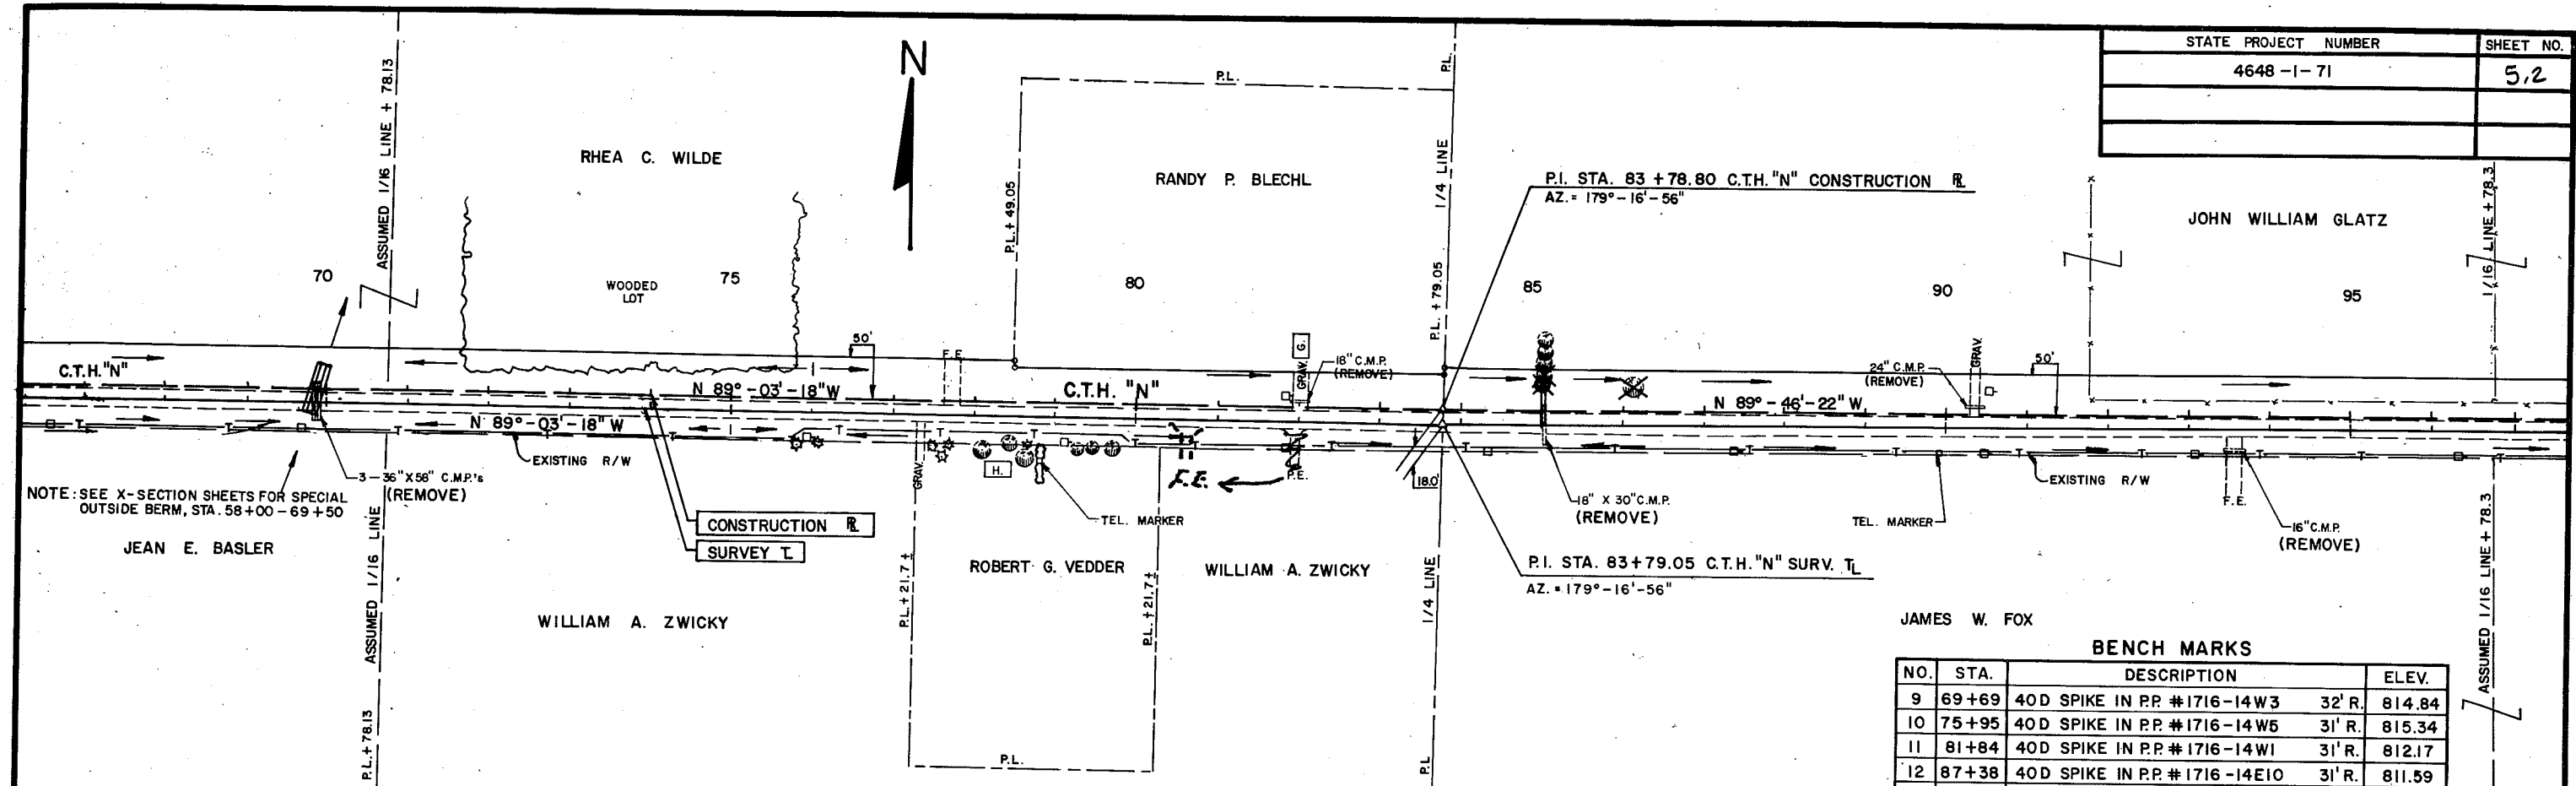 STATE PROJECT NUMBER
SHEET NO.
4648-1-71
5.2
N
ASSUMED 1/16 LINE + 78.13
RHEA C. WILDE
P.L.
P.L.
RANDY P. BLECHL
P.L. + 49.05
1/4 LINE
P.L. + 79.05
P.I. STA. 83 + 78.80 C.T.H. "N" CONSTRUCTION RL
AZ. = 179°-16'-56"
JOHN WILLIAM GLATZ
1/16 LINE + 78.3
70
WOODED
LOT
75
80
85
90
95
50'
F.E.
GRAV.
G.
18" C.M.P.
(REMOVE)
24" C.M.P.
(REMOVE)
GRAV.
50'
C.T.H. "N"
N 89°-03'-18" W
C.T.H. "N"
N 89°-46'-22" W
N 89°-03'-18" W
EXISTING R/W
3-36" X 58" C.M.P.'s
(REMOVE)
NOTE: SEE X-SECTION SHEETS FOR SPECIAL
OUTSIDE BERM, STA. 58+00-69+50
GRAV.
H.
F.E.
P.E.
18.0'
18" X 30" C.M.P.
(REMOVE)
EXISTING R/W
F.E.
TEL. MARKER
TEL. MARKER
16" C.M.P.
(REMOVE)
CONSTRUCTION RL
SURVEY TL
JEAN E. BASLER
ASSUMED 1/16 LINE
P.L. + 78.13
WILLIAM A. ZWICKY
P.L. + 21.7±
ROBERT G. VEDDER
P.L. + 21.7±
WILLIAM A. ZWICKY
1/4 LINE
P.I. STA. 83+79.05 C.T.H. "N" SURV. TL
AZ. = 179°-16'-56"
P.L.
P.L.
JAMES W. FOX
ASSUMED 1/16 LINE + 78.3
BENCH MARKS
NO. STA. DESCRIPTION ELEV.
9 69+69 40D SPIKE IN P.P. #1716-14W3 32' R. 814.84
10 75+95 40D SPIKE IN P.P. #1716-14W5 31' R. 815.34
11 81+84 40D SPIKE IN P.P. #1716-14W1 31' R. 812.17
12 87+38 40D SPIKE IN P.P. #1716-14E10 31' R. 811.59